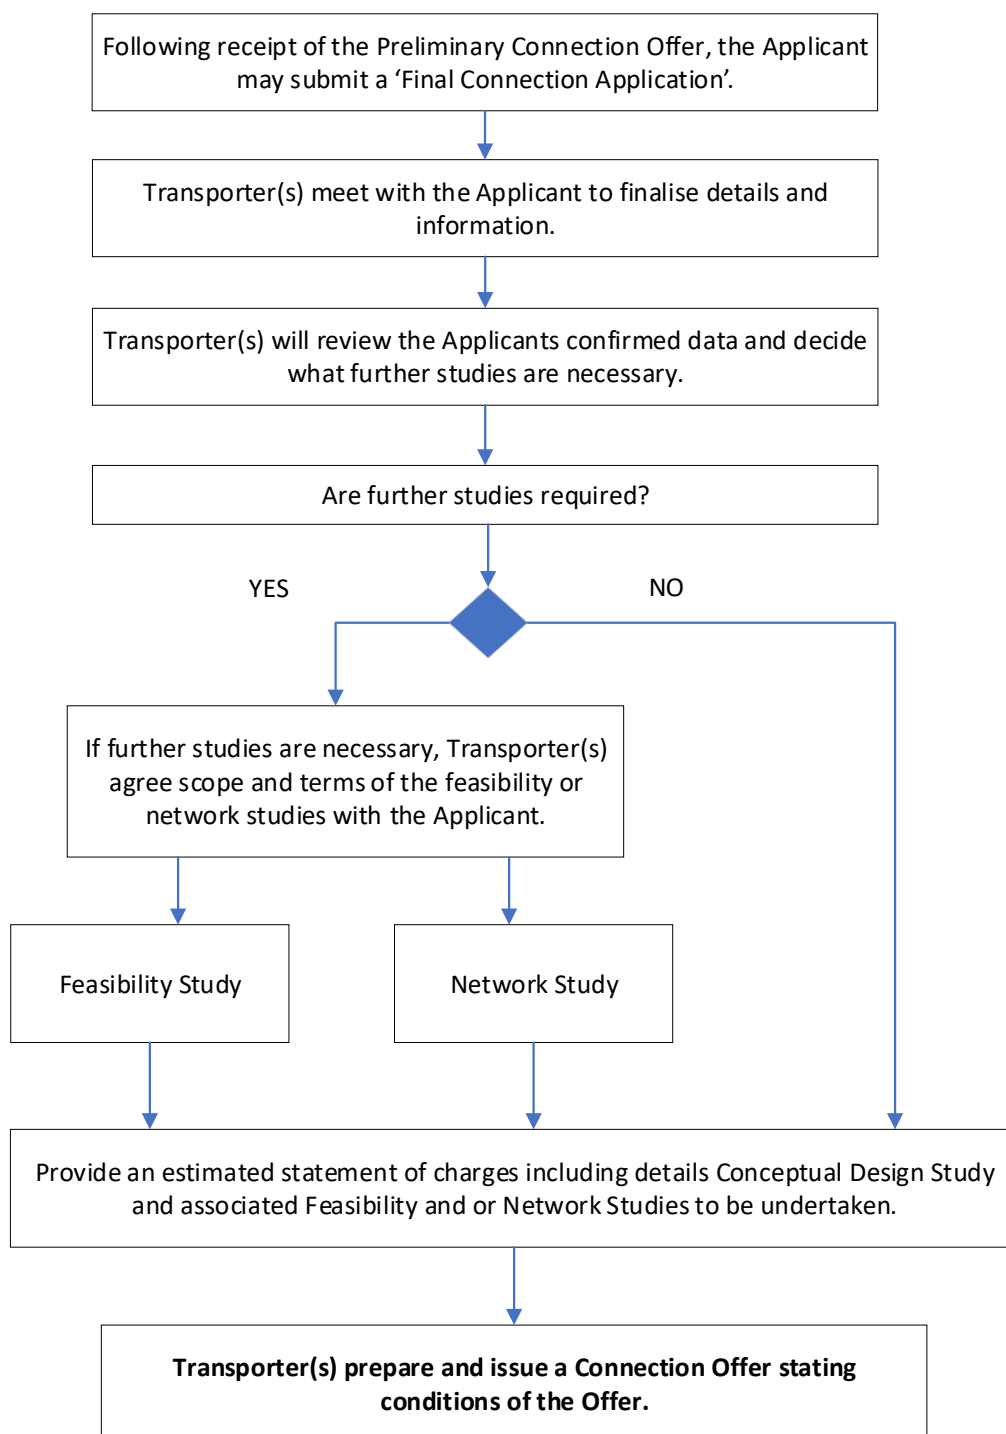 Following receipt of the Preliminary Connection Offer, the Applicant
may submit a ‘Final Connection Application’.
Transporter(s) meet with the Applicant to finalise details and
information.
Transporter(s) will review the Applicants confirmed data and decide
what further studies are necessary.
Are further studies required?
YES
NO
If further studies are necessary, Transporter(s)
agree scope and terms of the feasibility or
network studies with the Applicant.
Feasibility Study
Network Study
Provide an estimated statement of charges including details Conceptual Design Study
and associated Feasibility and or Network Studies to be undertaken.
Transporter(s) prepare and issue a Connection Offer stating
conditions of the Offer.